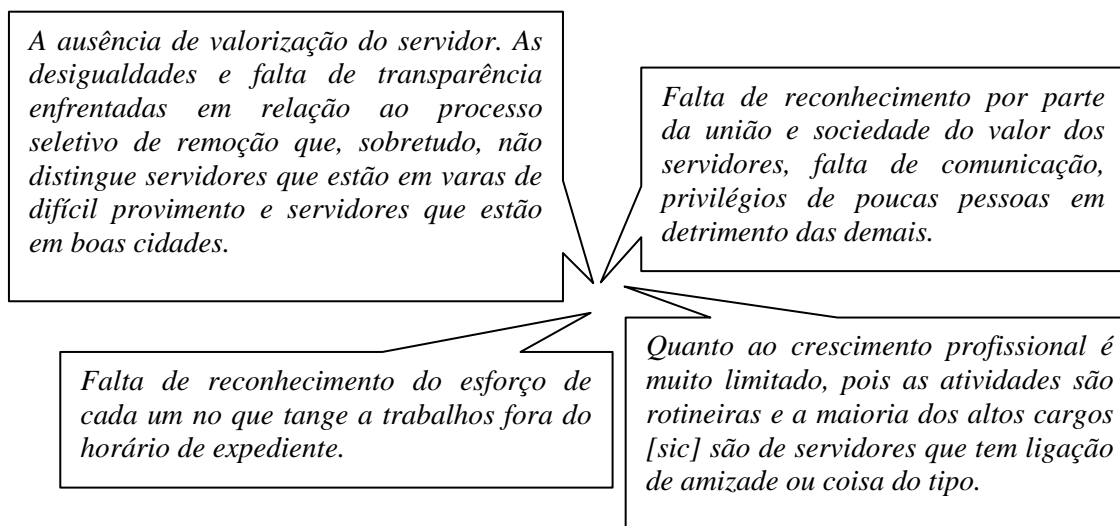 A ausência de valorização do servidor. As
desigualdades e falta de transparência
enfrentadas em relação ao processo
seletivo de remoção que, sobretudo, não
distingue servidores que estão em varas de
difícil provimento e servidores que estão
em boas cidades.
Falta de reconhecimento por parte
da união e sociedade do valor dos
servidores, falta de comunicação,
privilégios de poucas pessoas em
detrimento das demais.
Falta de reconhecimento do esforço de
cada um no que tange a trabalhos fora do
horário de expediente.
Quanto ao crescimento profissional é
muito limitado, pois as atividades são
rotineiras e a maioria dos altos cargos
[sic] são de servidores que tem ligação
de amizade ou coisa do tipo.